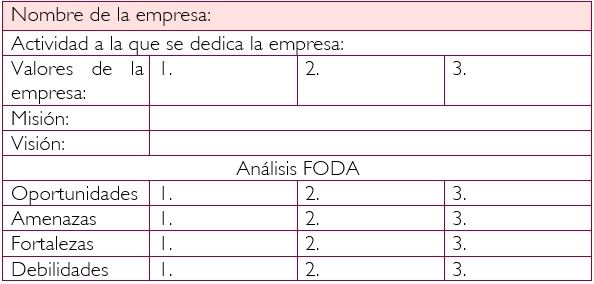 Nombre de la empresa:
Actividad a la que se dedica la empresa:
Valores de la empresa: 1. 2. 3.
Misión:
Visión:
Análisis FODA
Oportunidades 1. 2. 3.
Amenazas 1. 2. 3.
Fortalezas 1. 2. 3.
Debilidades 1. 2. 3.